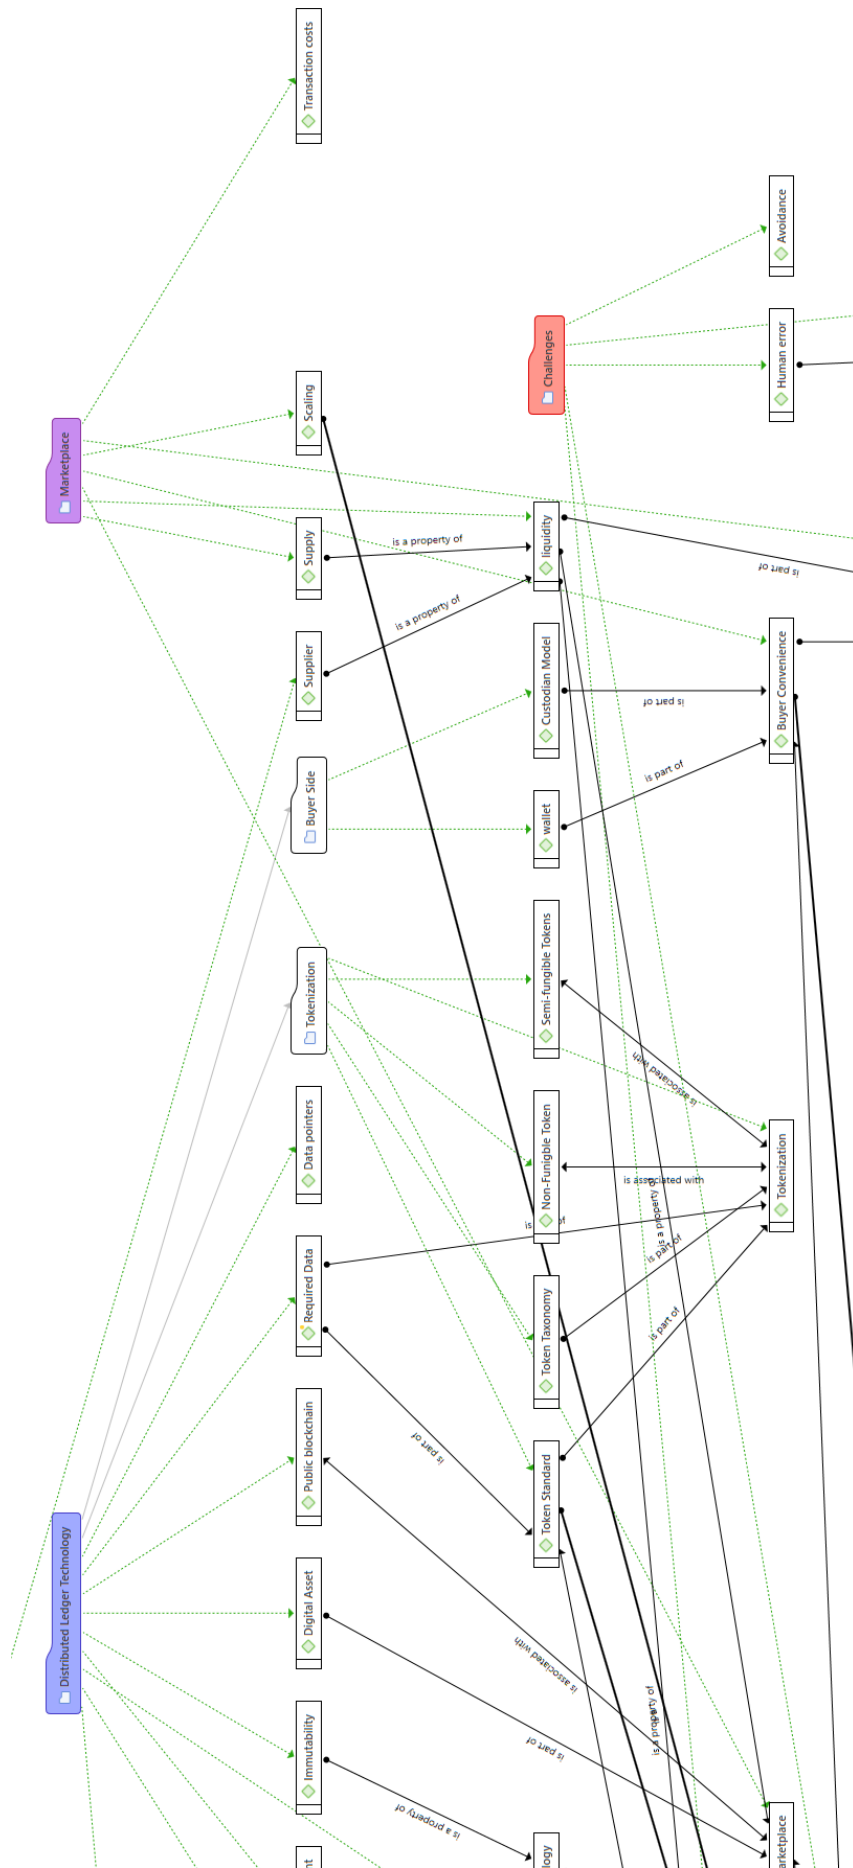 Transaction costs
Avoidance
Challenges
Human error
Scaling
Marketplace
Supply
is a property of
liquidity
is part of
Supplier
is a property of
Custodian Model
is part of
Buyer Convenience
Buyer Side
wallet
is part of
Tokenization
Semi-fungible Tokens
is associated with
Data pointers
Non-Funigble Token
is associated with
Tokenization
is a property of
Required Data
is part of
Token Taxonomy
is part of
Public blockchain
is part of
Token Standard
Distributed Ledger Technology
Digital Asset
is associated with
is part of
is a property of
Immutability
is a property of
arketplace
logy
nt